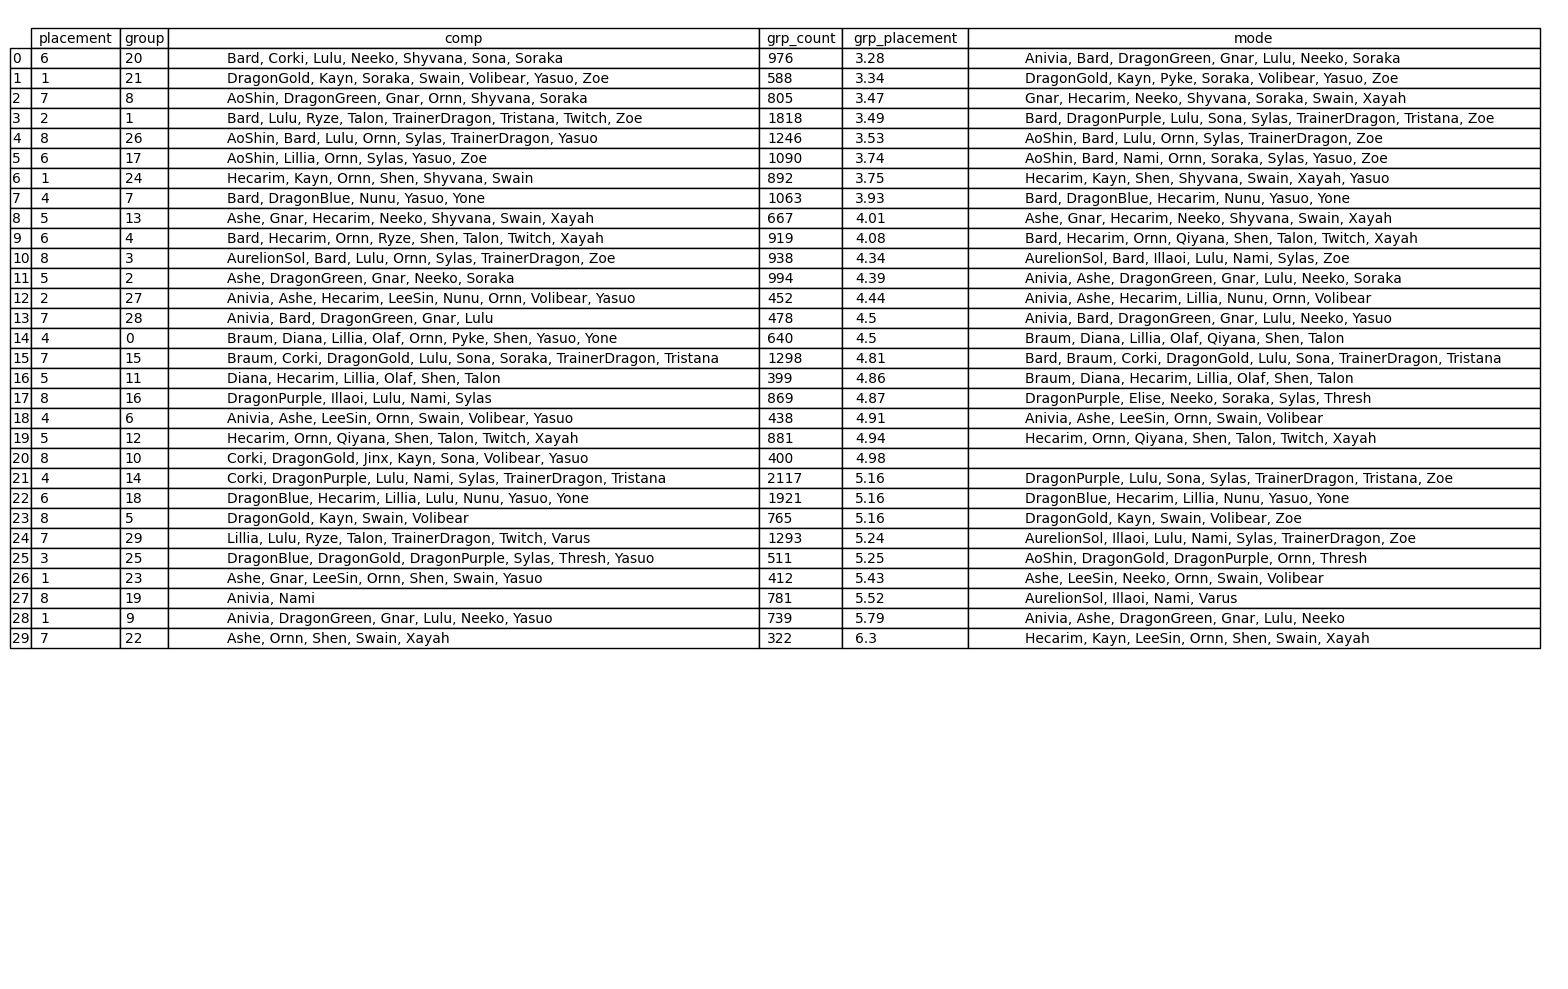 placement group comp grp_count grp_placement mode
0 6 20 Bard, Corki, Lulu, Neeko, Shyvana, Sona, Soraka 976 3.28 Anivia, Bard, DragonGreen, Gnar, Lulu, Neeko, Soraka
1 1 21 DragonGold, Kayn, Soraka, Swain, Volibear, Yasuo, Zoe 588 3.34 DragonGold, Kayn, Pyke, Soraka, Volibear, Yasuo, Zoe
2 7 8 AoShin, DragonGreen, Gnar, Ornn, Shyvana, Soraka 805 3.47 Gnar, Hecarim, Neeko, Shyvana, Soraka, Swain, Xayah
3 2 1 Bard, Lulu, Ryze, Talon, TrainerDragon, Tristana, Twitch, Zoe 1818 3.49 Bard, DragonPurple, Lulu, Sona, Sylas, TrainerDragon, Tristana, Zoe
4 8 26 AoShin, Bard, Lulu, Ornn, Sylas, TrainerDragon, Yasuo 1246 3.53 AoShin, Bard, Lulu, Ornn, Sylas, TrainerDragon, Zoe
5 6 17 AoShin, Lillia, Ornn, Sylas, Yasuo, Zoe 1090 3.74 AoShin, Bard, Nami, Ornn, Soraka, Sylas, Yasuo, Zoe
6 1 24 Hecarim, Kayn, Ornn, Shen, Shyvana, Swain 892 3.75 Hecarim, Kayn, Shen, Shyvana, Swain, Xayah, Yasuo
7 4 7 Bard, DragonBlue, Nunu, Yasuo, Yone 1063 3.93 Bard, DragonBlue, Hecarim, Nunu, Yasuo, Yone
8 5 13 Ashe, Gnar, Hecarim, Neeko, Shyvana, Swain, Xayah 667 4.01 Ashe, Gnar, Hecarim, Neeko, Shyvana, Swain, Xayah
9 6 4 Bard, Hecarim, Ornn, Ryze, Shen, Talon, Twitch, Xayah 919 4.08 Bard, Hecarim, Ornn, Qiyana, Shen, Talon, Twitch, Xayah
10 8 3 AurelionSol, Bard, Lulu, Ornn, Sylas, TrainerDragon, Zoe 938 4.34 AurelionSol, Bard, Illaoi, Lulu, Nami, Sylas, Zoe
11 5 2 Ashe, DragonGreen, Gnar, Neeko, Soraka 994 4.39 Anivia, Ashe, DragonGreen, Gnar, Lulu, Neeko, Soraka
12 2 27 Anivia, Ashe, Hecarim, LeeSin, Nunu, Ornn, Volibear, Yasuo 452 4.44 Anivia, Ashe, Hecarim, Lillia, Nunu, Ornn, Volibear
13 7 28 Anivia, Bard, DragonGreen, Gnar, Lulu 478 4.5 Anivia, Bard, DragonGreen, Gnar, Lulu, Neeko, Yasuo
14 4 0 Braum, Diana, Lillia, Olaf, Ornn, Pyke, Shen, Yasuo, Yone 640 4.5 Braum, Diana, Lillia, Olaf, Qiyana, Shen, Talon
15 7 15 Braum, Corki, DragonGold, Lulu, Sona, Soraka, TrainerDragon, Tristana 1298 4.81 Bard, Braum, Corki, DragonGold, Lulu, Sona, TrainerDragon, Tristana
16 5 11 Diana, Hecarim, Lillia, Olaf, Shen, Talon 399 4.86 Braum, Diana, Hecarim, Lillia, Olaf, Shen, Talon
17 8 16 DragonPurple, Illaoi, Lulu, Nami, Sylas 869 4.87 DragonPurple, Elise, Neeko, Soraka, Sylas, Thresh
18 4 6 Anivia, Ashe, LeeSin, Ornn, Swain, Volibear, Yasuo 438 4.91 Anivia, Ashe, LeeSin, Ornn, Swain, Volibear
19 5 12 Hecarim, Ornn, Qiyana, Shen, Talon, Twitch, Xayah 881 4.94 Hecarim, Ornn, Qiyana, Shen, Talon, Twitch, Xayah
20 8 10 Corki, DragonGold, Jinx, Kayn, Sona, Volibear, Yasuo 400 4.98
21 4 14 Corki, DragonPurple, Lulu, Nami, Sylas, TrainerDragon, Tristana 2117 5.16 DragonPurple, Lulu, Sona, Sylas, TrainerDragon, Tristana, Zoe
22 6 18 DragonBlue, Hecarim, Lillia, Lulu, Nunu, Yasuo, Yone 1921 5.16 DragonBlue, Hecarim, Lillia, Nunu, Yasuo, Yone
23 8 5 DragonGold, Kayn, Swain, Volibear 765 5.16 DragonGold, Kayn, Swain, Volibear, Zoe
24 7 29 Lillia, Lulu, Ryze, Talon, TrainerDragon, Twitch, Varus 1293 5.24 AurelionSol, Illaoi, Lulu, Nami, Sylas, TrainerDragon, Zoe
25 3 25 DragonBlue, DragonGold, DragonPurple, Sylas, Thresh, Yasuo 511 5.25 AoShin, DragonGold, DragonPurple, Ornn, Thresh
26 1 23 Ashe, Gnar, LeeSin, Ornn, Shen, Swain, Yasuo 412 5.43 Ashe, LeeSin, Neeko, Ornn, Swain, Volibear
27 8 19 Anivia, Nami 781 5.52 AurelionSol, Illaoi, Nami, Varus
28 1 9 Anivia, DragonGreen, Gnar, Lulu, Neeko, Yasuo 739 5.79 Anivia, Ashe, DragonGreen, Gnar, Lulu, Neeko
29 7 22 Ashe, Ornn, Shen, Swain, Xayah 322 6.3 Hecarim, Kayn, LeeSin, Ornn, Shen, Swain, Xayah